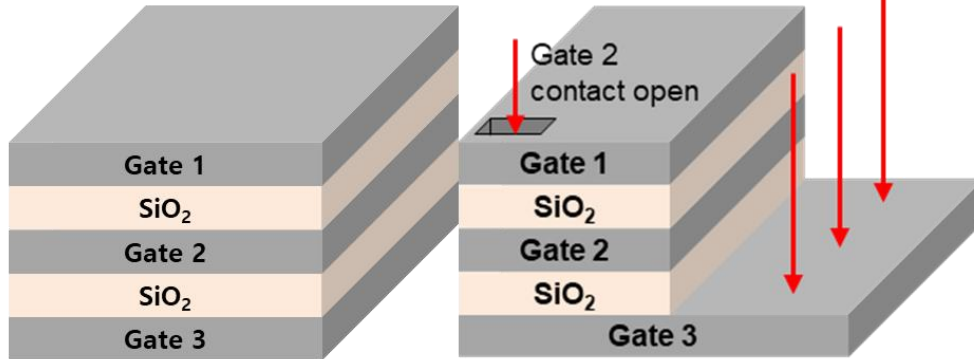 Gate 1
SiO₂
Gate 2
SiO₂
Gate 3
Gate 2
contact open
Gate 1
SiO₂
Gate 2
SiO₂
Gate 3